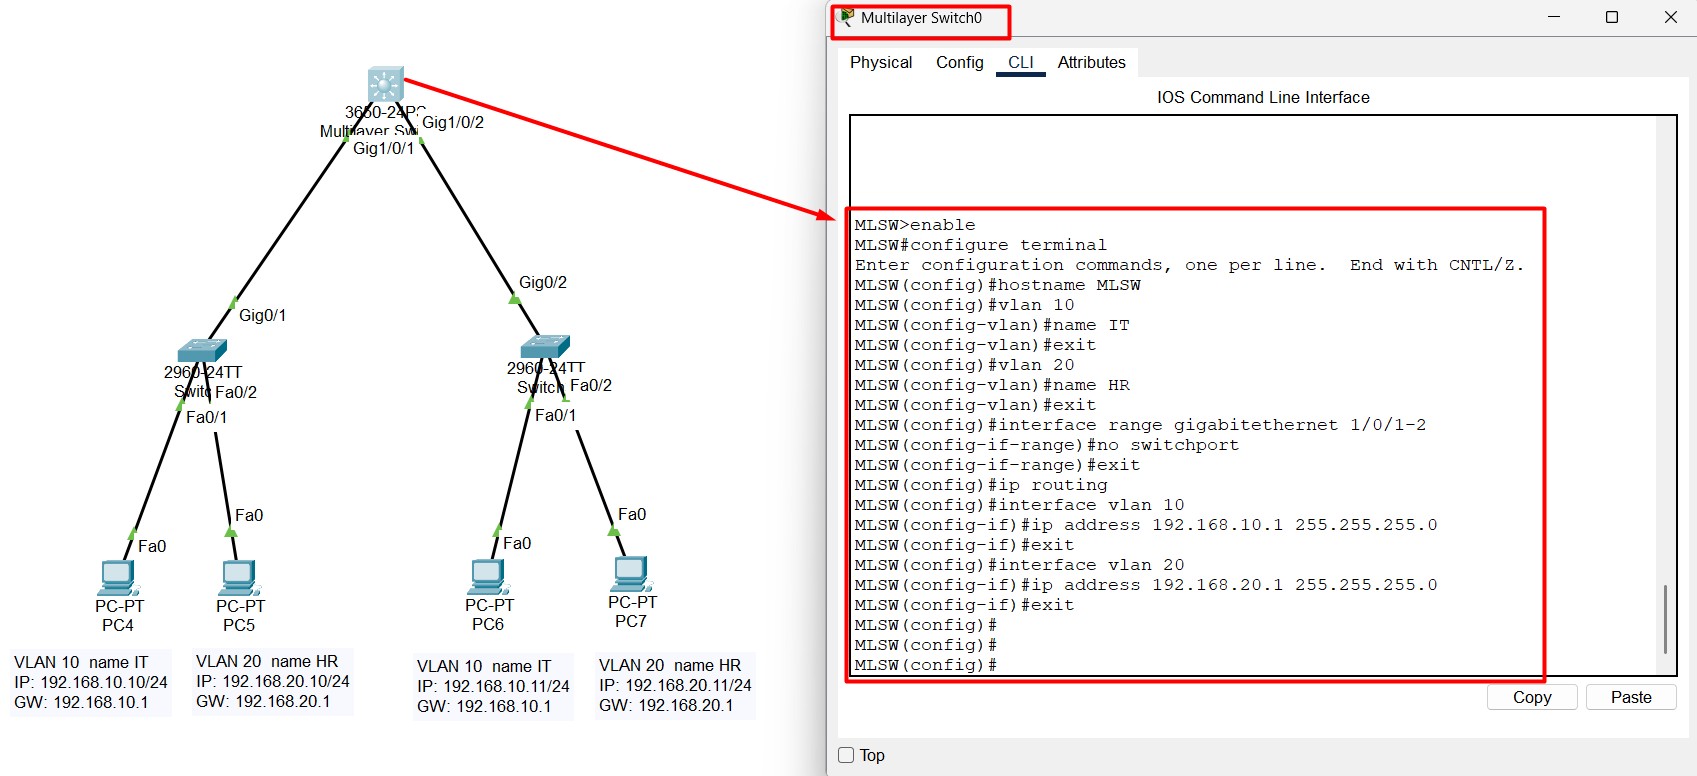 Multilayer Switch0
Physical Config CLI Attributes
IOS Command Line Interface
MLSW>enable
MLSW#configure terminal
Enter configuration commands, one per line.  End with CNTL/Z.
MLSW(config)#hostname MLSW
MLSW(config)#vlan 10
MLSW(config-vlan)#name IT
MLSW(config-vlan)#exit
MLSW(config)#vlan 20
MLSW(config-vlan)#name HR
MLSW(config-vlan)#exit
MLSW(config)#interface range gigabitethernet 1/0/1-2
MLSW(config-if-range)#no switchport
MLSW(config-if-range)#exit
MLSW(config)#ip routing
MLSW(config)#interface vlan 10
MLSW(config-if)#ip address 192.168.10.1 255.255.255.0
MLSW(config-if)#exit
MLSW(config)#interface vlan 20
MLSW(config-if)#ip address 192.168.20.1 255.255.255.0
MLSW(config-if)#exit
MLSW(config)#
MLSW(config)#
MLSW(config)#
Copy Paste
Top
Gig1/0/2
Gig1/0/1
Gig0/2
Gig0/1
2960-24TT
Fa0/2
Fa0/1
2960-24TT
Switch
Fa0/2
Fa0/1
Fa0
Fa0
Fa0
Fa0
PC-PT
PC4
PC-PT
PC5
PC-PT
PC6
PC-PT
PC7
VLAN 10  name IT
IP: 192.168.10.10/24
GW: 192.168.10.1
VLAN 20  name HR
IP: 192.168.20.10/24
GW: 192.168.20.1
VLAN 10  name IT
IP: 192.168.10.11/24
GW: 192.168.10.1
VLAN 20  name HR
IP: 192.168.20.11/24
GW: 192.168.20.1